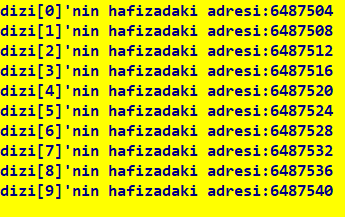 dizi[0]'nin hafizadaki adresi:6487504
dizi[1]'nin hafizadaki adresi:6487508
dizi[2]'nin hafizadaki adresi:6487512
dizi[3]'nin hafizadaki adresi:6487516
dizi[4]'nin hafizadaki adresi:6487520
dizi[5]'nin hafizadaki adresi:6487524
dizi[6]'nin hafizadaki adresi:6487528
dizi[7]'nin hafizadaki adresi:6487532
dizi[8]'nin hafizadaki adresi:6487536
dizi[9]'nin hafizadaki adresi:6487540